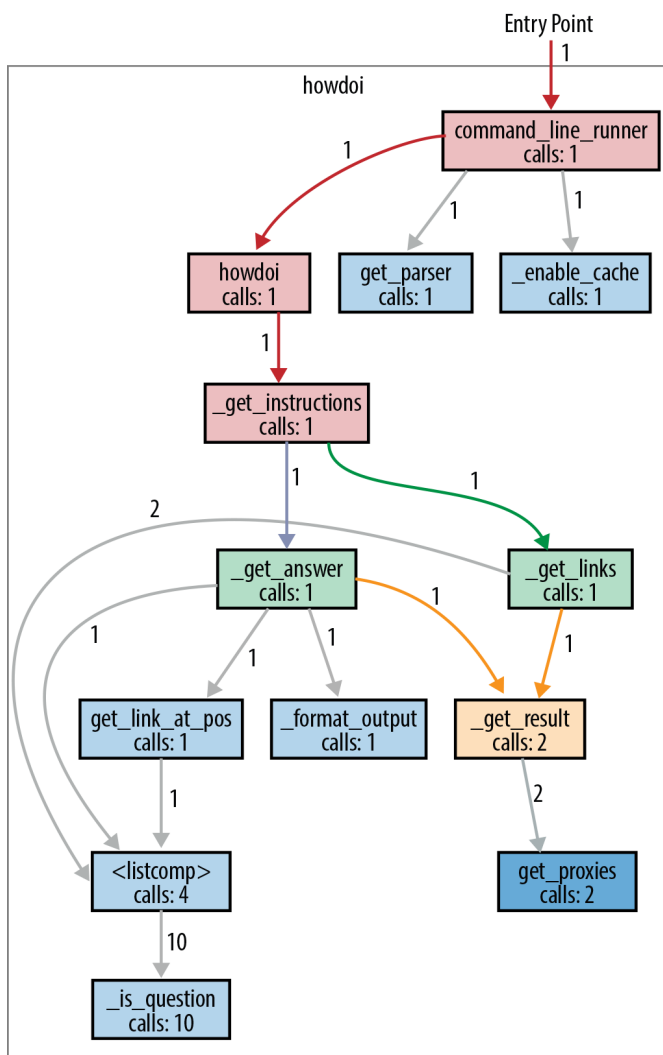 Entry Point
1
howdoi
command_line_runner
calls: 1
1
1
1
howdoi
calls: 1
get_parser
calls: 1
_enable_cache
calls: 1
1
_get_instructions
calls: 1
1
1
2
_get_answer
calls: 1
_get_links
calls: 1
1
1
1
1
1
get_link_at_pos
calls: 1
_format_output
calls: 1
_get_result
calls: 2
1
2
<listcomp>
calls: 4
get_proxies
calls: 2
10
_is_question
calls: 10